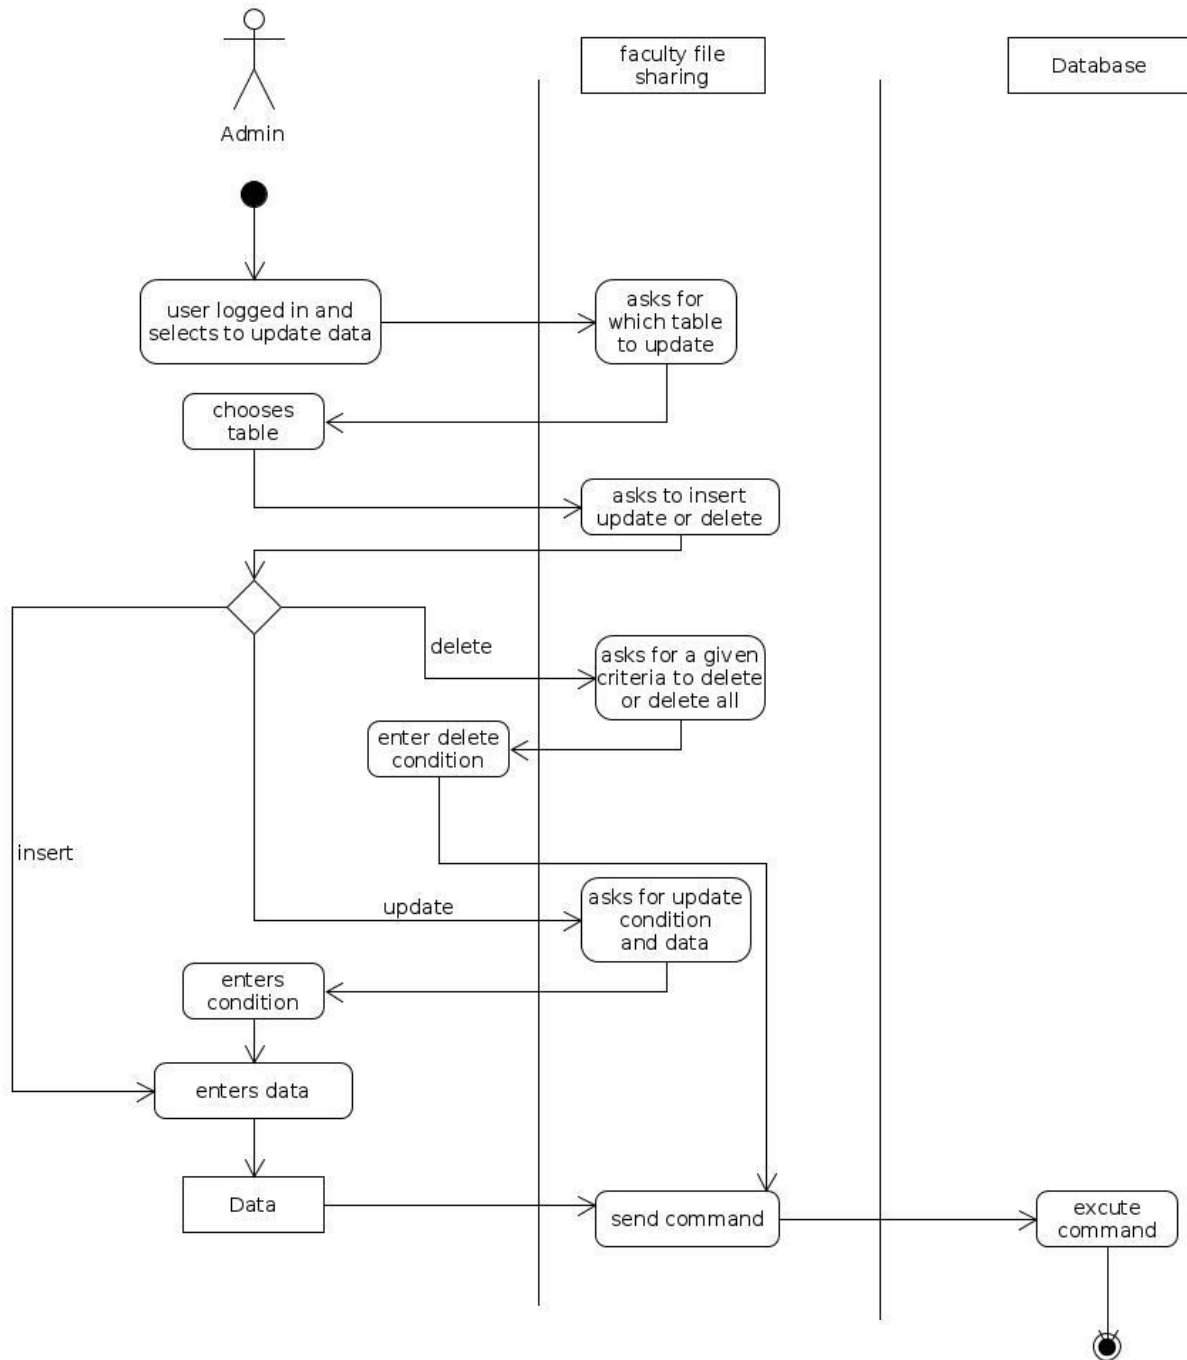 faculty file
sharing
Database
Admin
user logged in and
selects to update data
asks for
which table
to update
chooses
table
asks to insert
update or delete
delete
asks for a given
criteria to delete
or delete all
enter delete
condition
insert
update
asks for update
condition
and data
enters
condition
enters data
Data
send command
excute
command